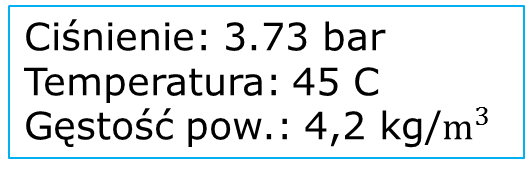 Ciśnienie: 3.73 bar
Temperatura: 45 C
Gęstość pow.: 4,2 kg/m³